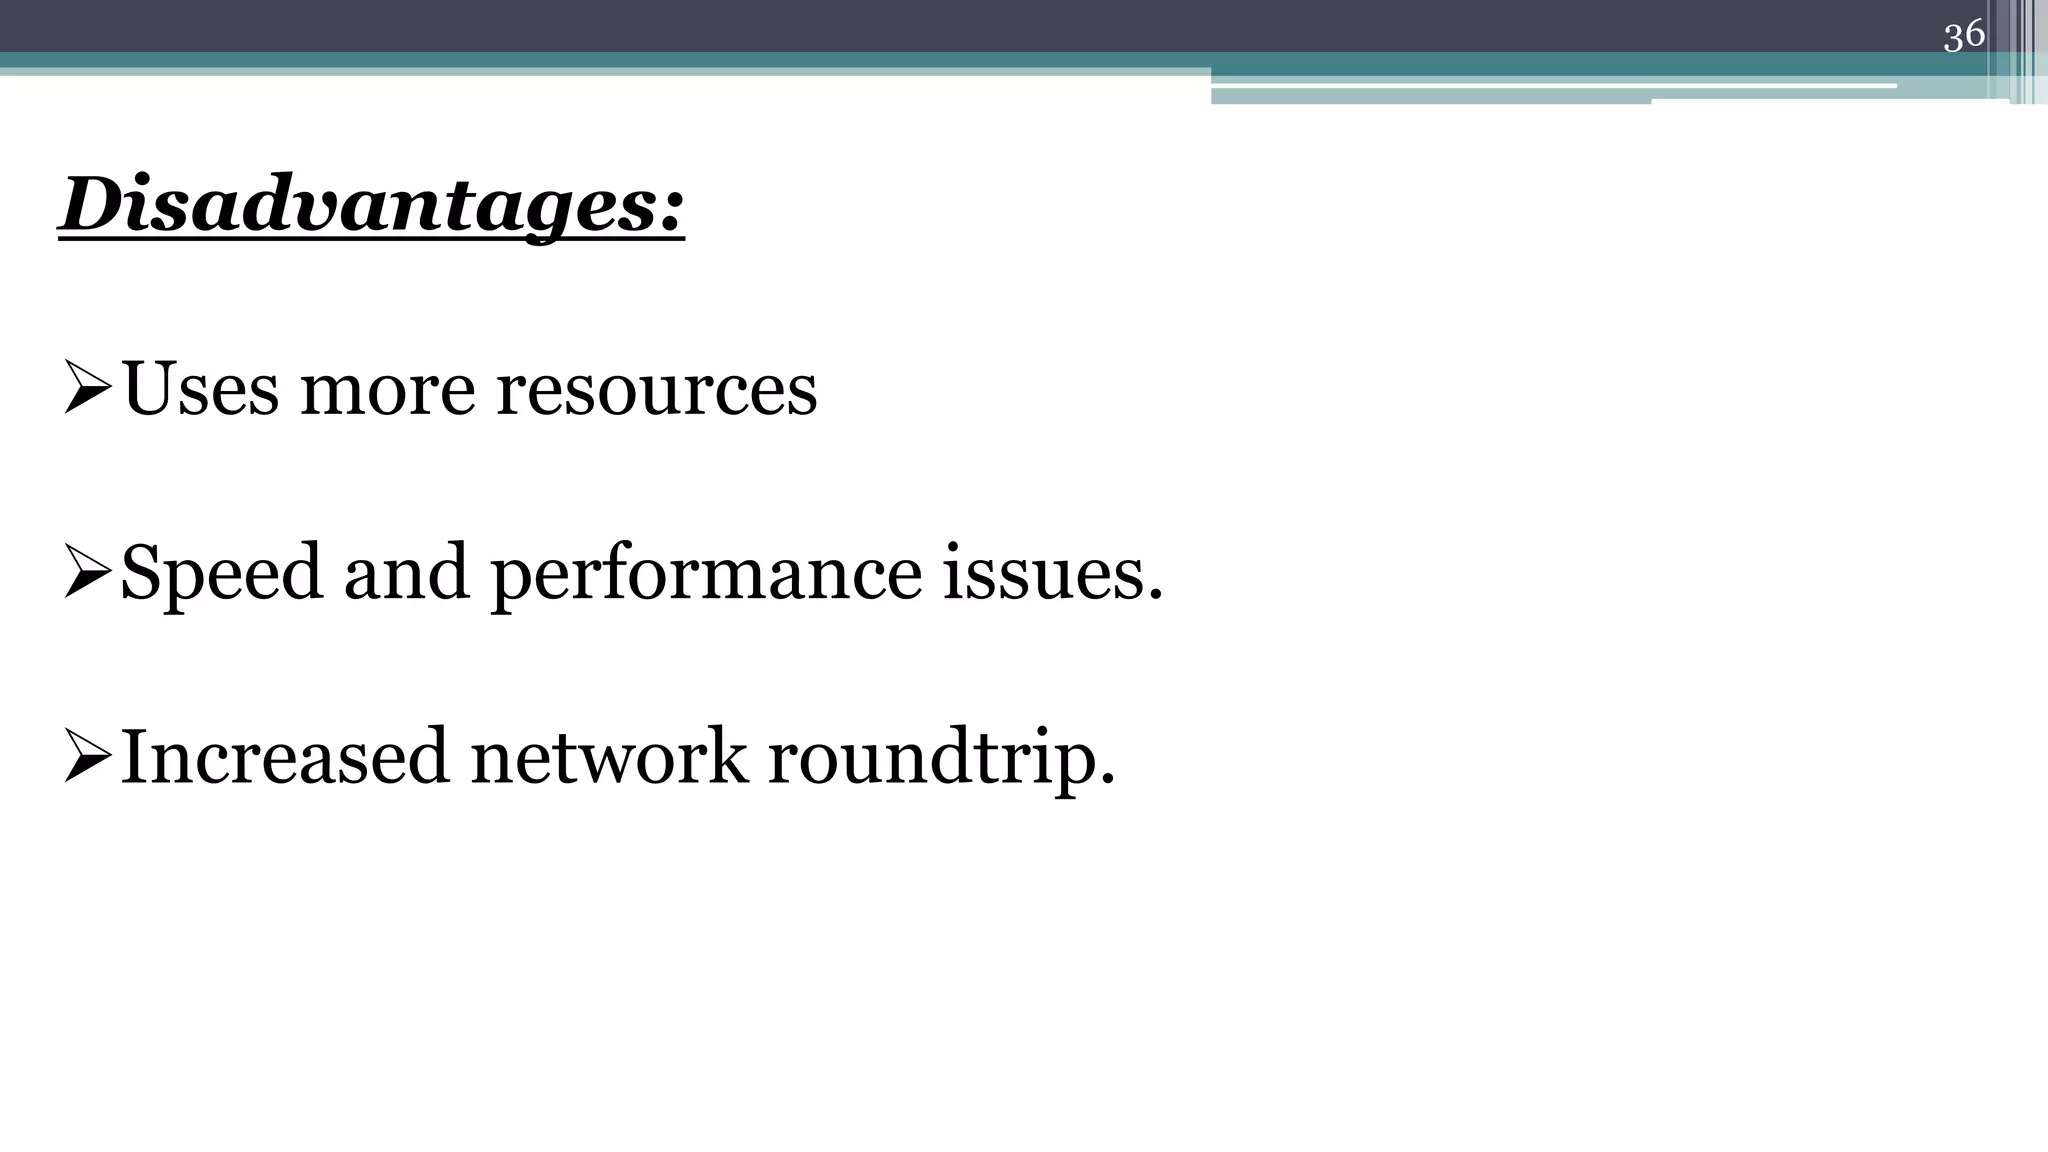 36
Disadvantages:
➢Uses more resources
➢Speed and performance issues.
➢Increased network roundtrip.